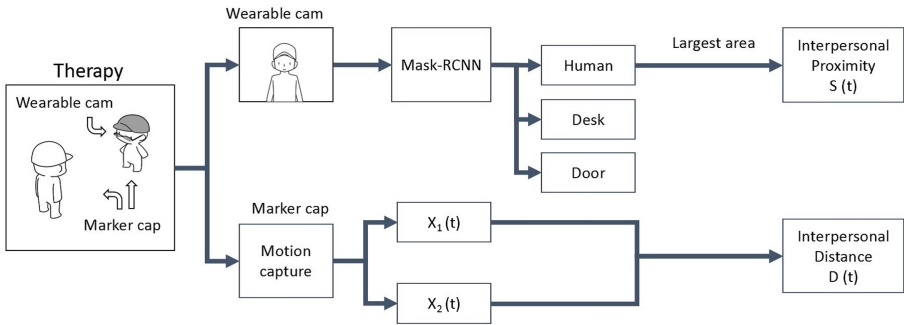 Therapy
Wearable cam
Marker cap
Wearable cam
Mask-RCNN
Human
Desk
Door
Largest area
Interpersonal
Proximity
S (t)
Marker cap
Motion
capture
X₁ (t)
X₂ (t)
Interpersonal
Distance
D (t)